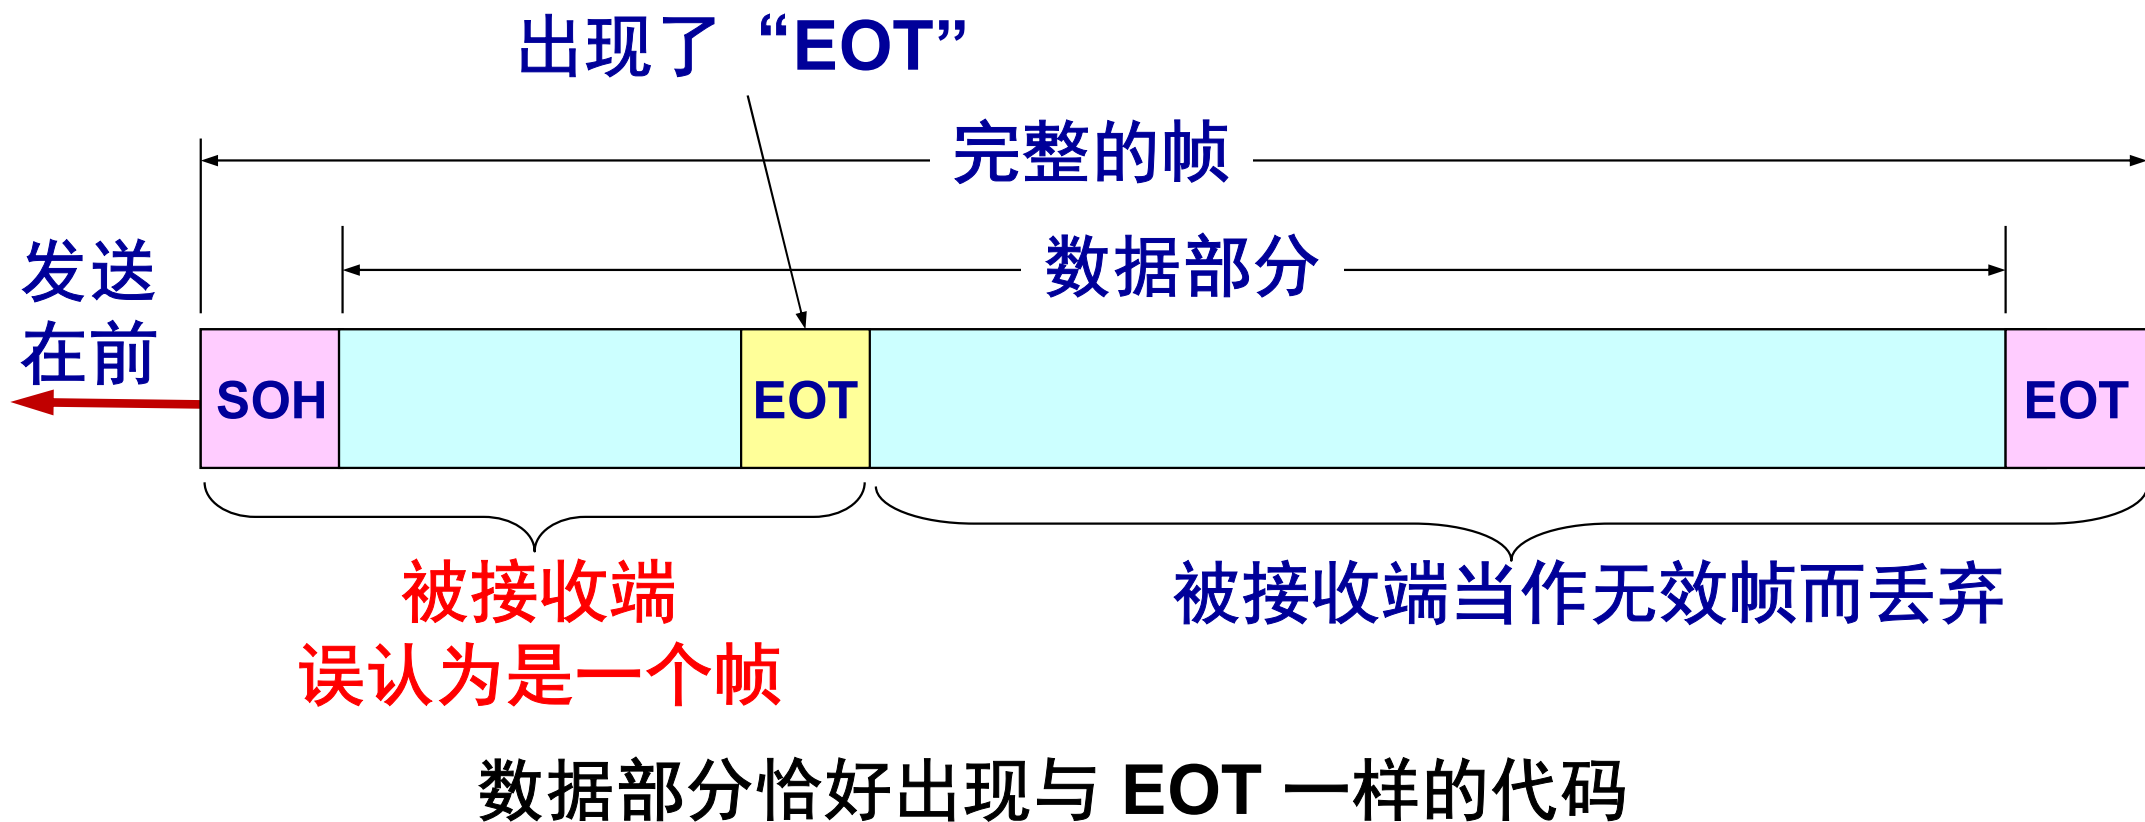 出现了 “EOT”
完整的帧
数据部分
发送
在前
SOH
EOT
EOT
被接收端
误认为是一个帧
被接收端当作无效帧而丢弃
数据部分恰好出现与 EOT 一样的代码